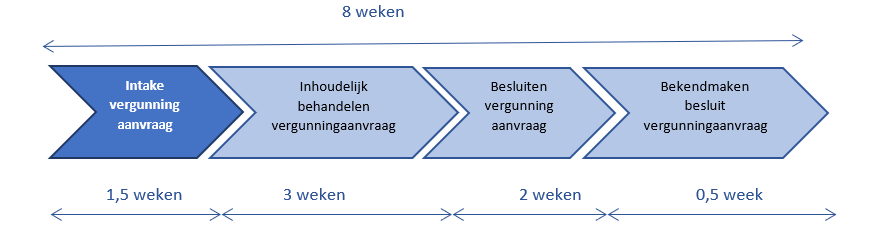 8 weken
Intake
vergunning
aanvraag
Inhoudelijk
behandelen
vergunningaanvraag
Besluiten
vergunning
aanvraag
Bekendmaken
besluit
vergunningaanvraag
1,5 weken
3 weken
2 weken
0,5 week